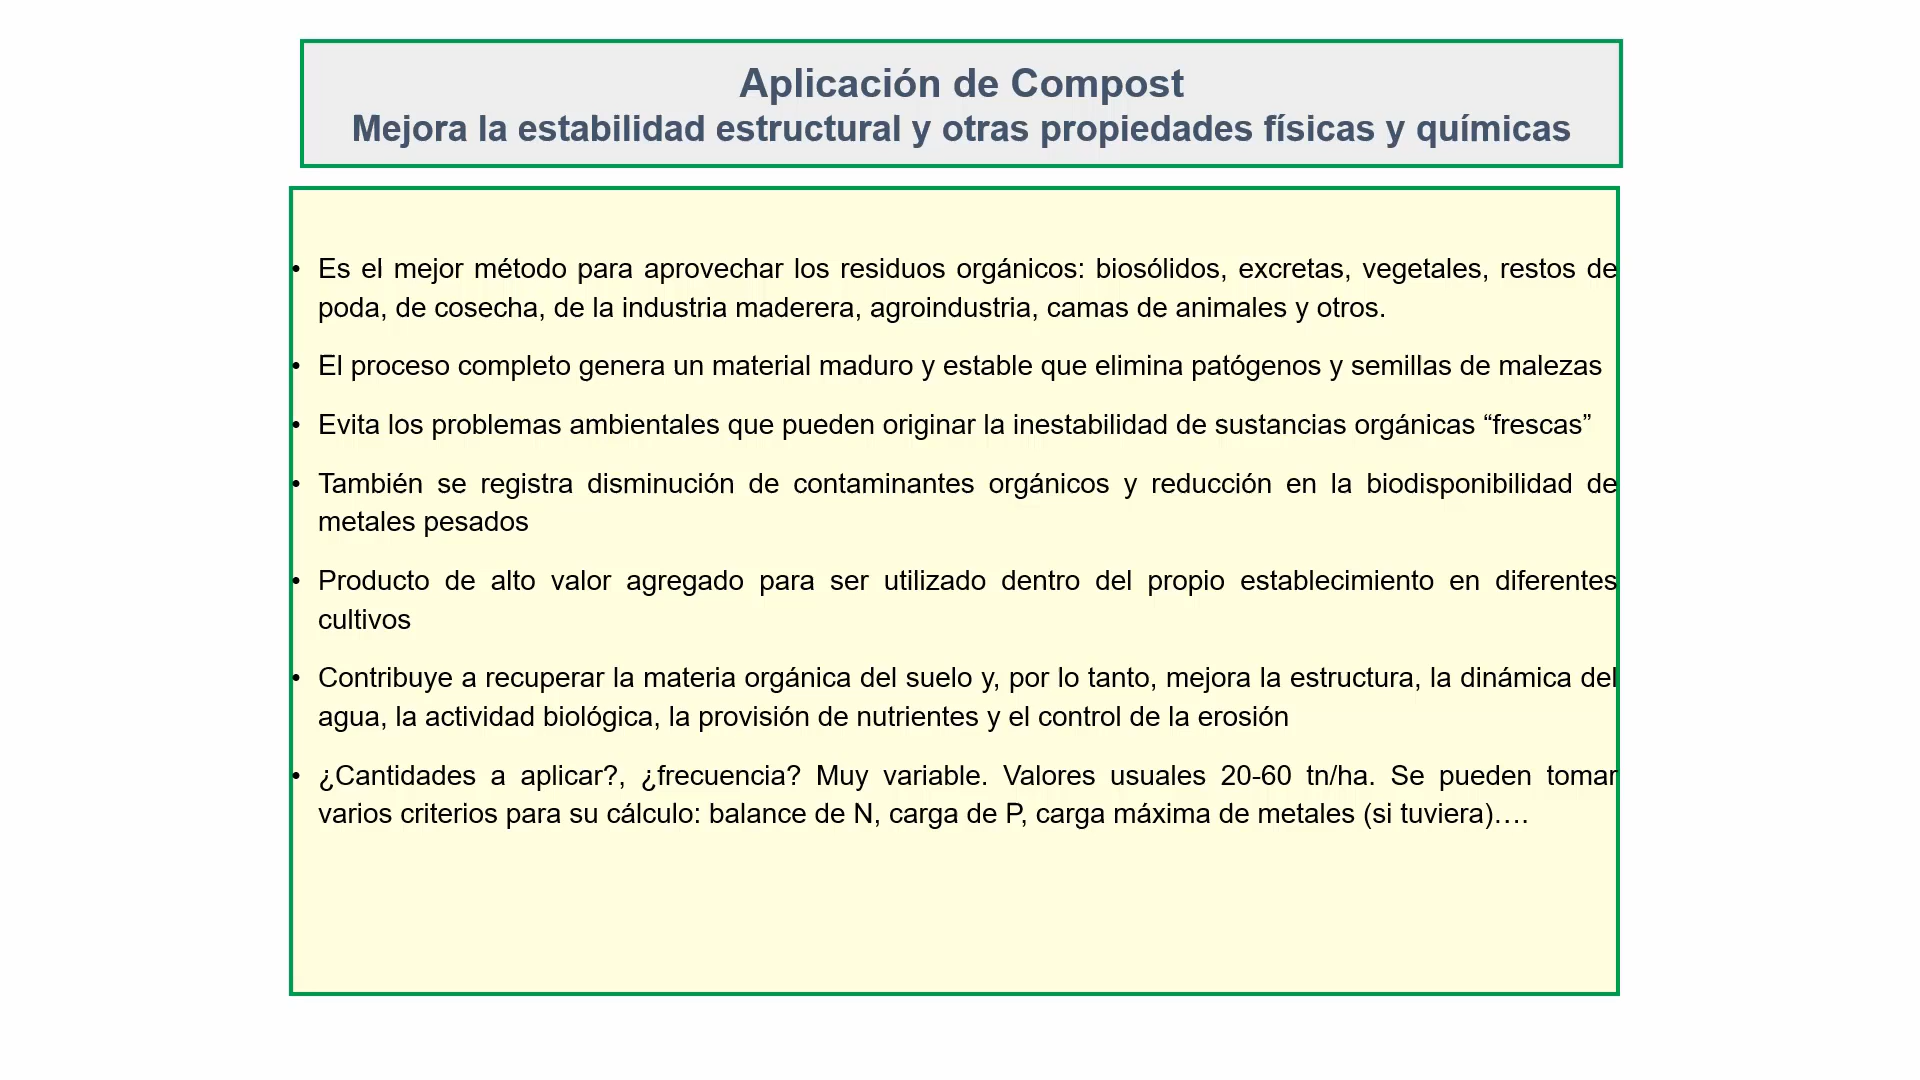 Aplicación de Compost
Mejora la estabilidad estructural y otras propiedades físicas y químicas
• Es el mejor método para aprovechar los residuos orgánicos: biosólidos, excretas, vegetales, restos de
poda, de cosecha, de la industria maderera, agroindustria, camas de animales y otros.
• El proceso completo genera un material maduro y estable que elimina patógenos y semillas de malezas
• Evita los problemas ambientales que pueden originar la inestabilidad de sustancias orgánicas “frescas”
• También se registra disminución de contaminantes orgánicos y reducción en la biodisponibilidad de
metales pesados
• Producto de alto valor agregado para ser utilizado dentro del propio establecimiento en diferentes
cultivos
• Contribuye a recuperar la materia orgánica del suelo y, por lo tanto, mejora la estructura, la dinámica del
agua, la actividad biológica, la provisión de nutrientes y el control de la erosión
• ¿Cantidades a aplicar?, ¿frecuencia? Muy variable. Valores usuales 20-60 tn/ha. Se pueden tomar
varios criterios para su cálculo: balance de N, carga de P, carga máxima de metales (si tuviera)….